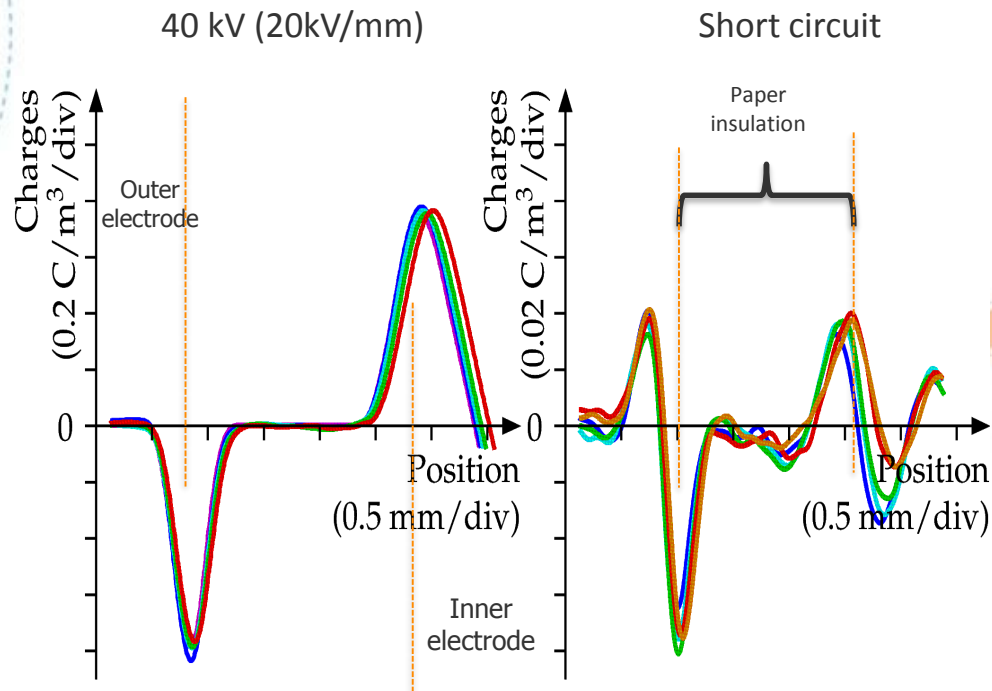 40 kV (20kV/mm)
Short circuit
Charges
(0.2 C/m³/div)
Outer
electrode
0
Position
(0.5 mm/div)
Inner
electrode
Charges
(0.02 C/m³/div)
Paper
insulation
0
Position
(0.5 mm/div)